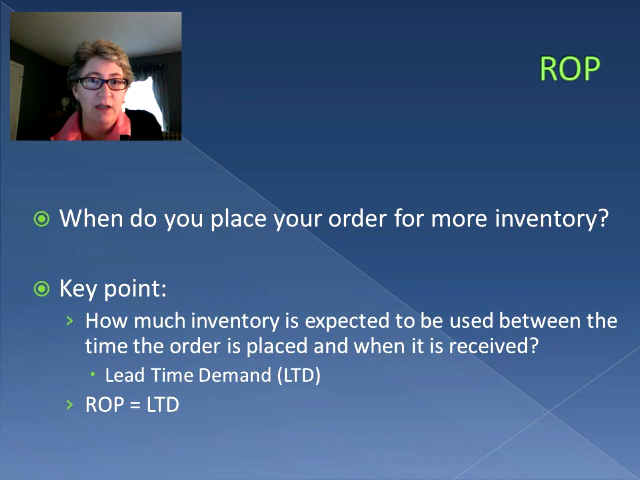 ROP
When do you place your order for more inventory?
Key point:
How much inventory is expected to be used between the
time the order is placed and when it is received?
Lead Time Demand (LTD)
ROP = LTD